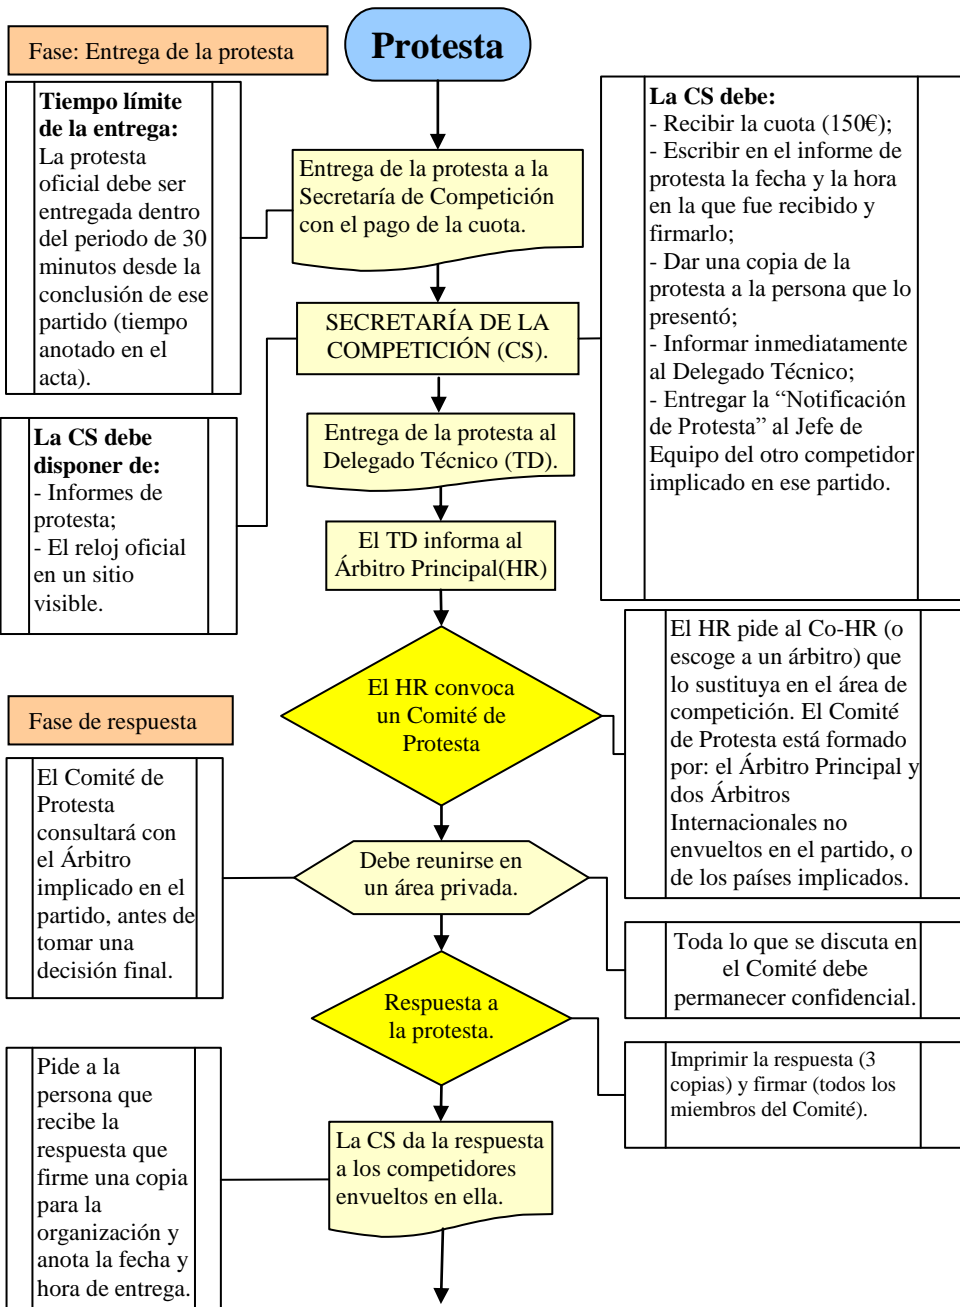 Protesta
Fase: Entrega de la protesta
Tiempo límite
de la entrega:
La protesta
oficial debe ser
entregada dentro
del periodo de 30
minutos desde la
conclusión de ese
partido (tiempo
anotado en el
acta).
Entrega de la protesta a la
Secretaría de Competición
con el pago de la cuota.
La CS debe:
- Recibir la cuota (150€);
- Escribir en el informe de
protesta la fecha y la hora
en la que fue recibido y
firmarlo;
- Dar una copia de la
protesta a la persona que lo
presentó;
- Informar inmediatamente
al Delegado Técnico;
- Entregar la “Notificación
de Protesta” al Jefe de
Equipo del otro competidor
implicado en ese partido.
SECRETARÍA DE LA
COMPETICIÓN (CS).
La CS debe
disponer de:
- Informes de
protesta;
- El reloj oficial
en un sitio
visible.
Entrega de la protesta al
Delegado Técnico (TD).
El TD informa al
Árbitro Principal(HR)
El HR convoca
un Comité de
Protesta
El HR pide al Co-HR (o
escoge a un árbitro) que
lo sustituya en el área de
competición. El Comité
de Protesta está formado
por: el Árbitro Principal y
dos Árbitros
Internacionales no
envueltos en el partido, o
de los países implicados.
Fase de respuesta
El Comité de
Protesta
consultará con
el Árbitro
implicado en el
partido, antes de
tomar una
decisión final.
Debe reunirse en
un área privada.
Toda lo que se discuta en
el Comité debe
permanecer confidencial.
Respuesta a
la protesta.
Imprimir la respuesta (3
copias) y firmar (todos los
miembros del Comité).
Pide a la
persona que
recibe la
respuesta que
firme una copia
para la
organización y
anota la fecha y
hora de entrega.
La CS da la respuesta
a los competidores
envueltos en ella.